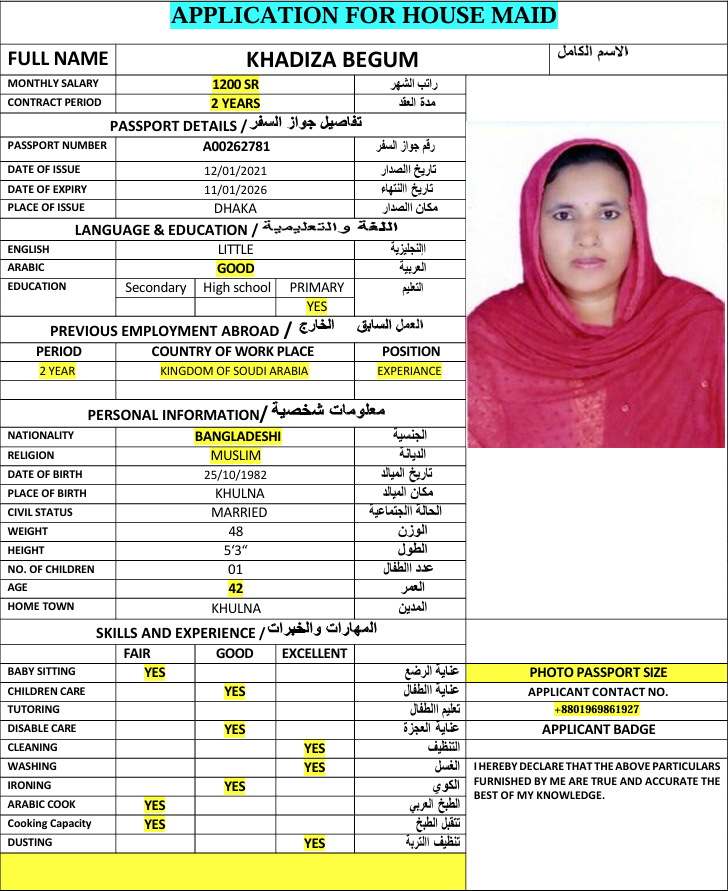 APPLICATION FOR HOUSE MAID
FULL NAME KHADIZA BEGUM الاسم الكامل
MONTHLY SALARY 1200 SR راتب الشهر
CONTRACT PERIOD 2 YEARS مدة العقد
PASSPORT DETAILS / تفاصيل جواز السفر
PASSPORT NUMBER A00262781 رقم جواز السفر
DATE OF ISSUE 12/01/2021 تاريخ االصدار
DATE OF EXPIRY 11/01/2026 تاريخ االنتهاء
PLACE OF ISSUE DHAKA مكان االصدار
LANGUAGE & EDUCATION / اللغة والتعليمية
ENGLISH LITTLE االنجليزية
ARABIC GOOD العربية
EDUCATION Secondary High school PRIMARY التعليم
YES
PREVIOUS EMPLOYMENT ABROAD / العمل السابق الخارج
PERIOD COUNTRY OF WORK PLACE POSITION
2 YEAR KINGDOM OF SOUDI ARABIA EXPERIANCE
PERSONAL INFORMATION/ معلومات شخصية
NATIONALITY BANGLADESHI الجنسية
RELIGION MUSLIM الديانة
DATE OF BIRTH 25/10/1982 تاريخ الميالد
PLACE OF BIRTH KHULNA مكان الميالد
CIVIL STATUS MARRIED الحالة االجتماعية
WEIGHT 48 الوزن
HEIGHT 5’3“ الطول
NO. OF CHILDREN 01 عدد االطفال
AGE 42 العمر
HOME TOWN KHULNA المدين
SKILLS AND EXPERIENCE / المهارات والخبرات
FAIR GOOD EXCELLENT
BABY SITTING YES عناية الرضع
CHILDREN CARE YES عناية االطفال
TUTORING تعليم االطفال
DISABLE CARE YES عناية العجزة
CLEANING YES التنظيف
WASHING YES الغسل
IRONING YES الكوي
ARABIC COOK YES الطبخ العربي
Cooking Capacity YES تتقبل الطبخ
DUSTING YES تنظيف االتربة
PHOTO PASSPORT SIZE
APPLICANT CONTACT NO.
+8801969861927
APPLICANT BADGE
I HEREBY DECLARE THAT THE ABOVE PARTICULARS
FURNISHED BY ME ARE TRUE AND ACCURATE THE
BEST OF MY KNOWLEDGE.